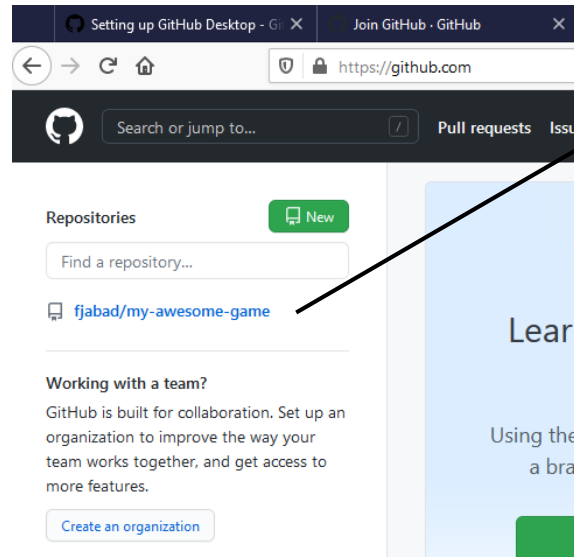 Setting up GitHub Desktop - Gi
Join GitHub · GitHub
https://github.com
Search or jump to...
/
Pull requests Issu
Repositories
New
Find a repository...
fjabad/my-awesome-game
Working with a team?
GitHub is built for collaboration. Set up an
organization to improve the way your
team works together, and get access to
more features.
Create an organization
Lear
Using the
a bra